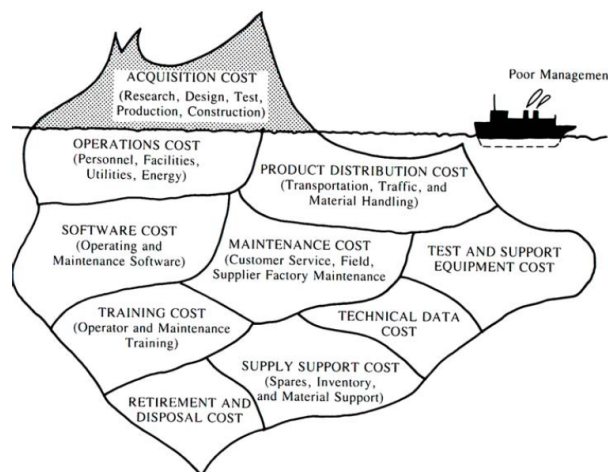 ACQUISITION COST
(Research, Design, Test,
Production, Construction)
Poor Management
OPERATIONS COST
(Personnel, Facilities,
Utilities, Energy)
PRODUCT DISTRIBUTION COST
(Transportation, Traffic, and
Material Handling)
SOFTWARE COST
(Operating and
Maintenance Software)
MAINTENANCE COST
(Customer Service, Field,
Supplier Factory Maintenance
TEST AND SUPPORT
EQUIPMENT COST
TRAINING COST
(Operator and Maintenance
Training)
TECHNICAL DATA
COST
SUPPLY SUPPORT COST
(Spares, Inventory,
and Material Support)
RETIREMENT AND
DISPOSAL COST